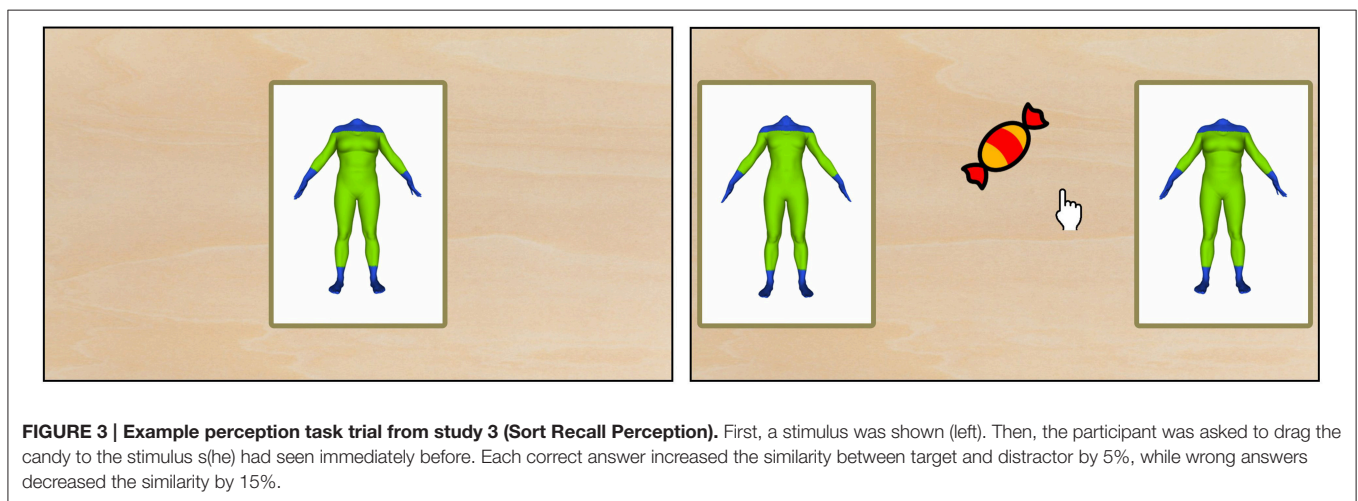 FIGURE 3 | Example perception task trial from study 3 (Sort Recall Perception). First, a stimulus was shown (left). Then, the participant was asked to drag the
candy to the stimulus s(he) had seen immediately before. Each correct answer increased the similarity between target and distractor by 5%, while wrong answers
decreased the similarity by 15%.